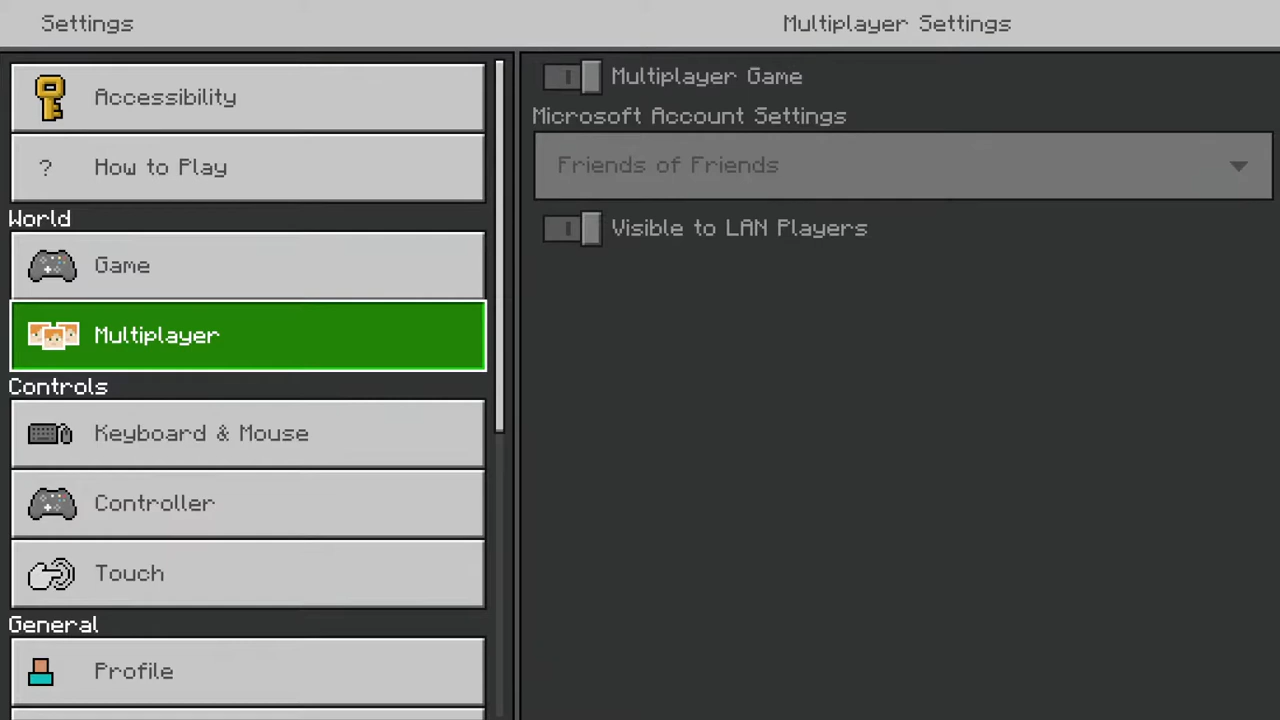 Settings
Multiplayer Settings
Accessibility
? How to Play
World
Game
Multiplayer
Controls
Keyboard & Mouse
Controller
Touch
General
Profile
Multiplayer Game
Microsoft Account Settings
Friends of Friends
Visible to LAN Players